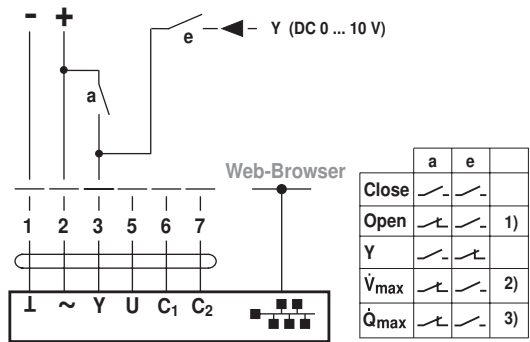 - +
e
Y (DC 0 ... 10 V)
a
Web-Browser
1 2 3 5 6 7
⊥ ~ Y U C1 C2
a e
Close
Open 1)
Y
V̇max 2)
Q̇max 3)